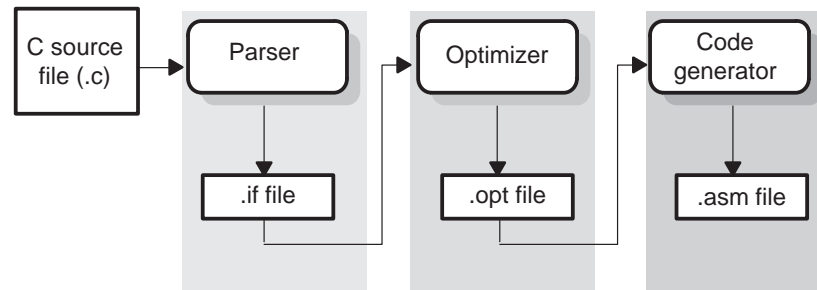 C source
file (.c)
Parser
Optimizer
Code
generator
.if file
.opt file
.asm file